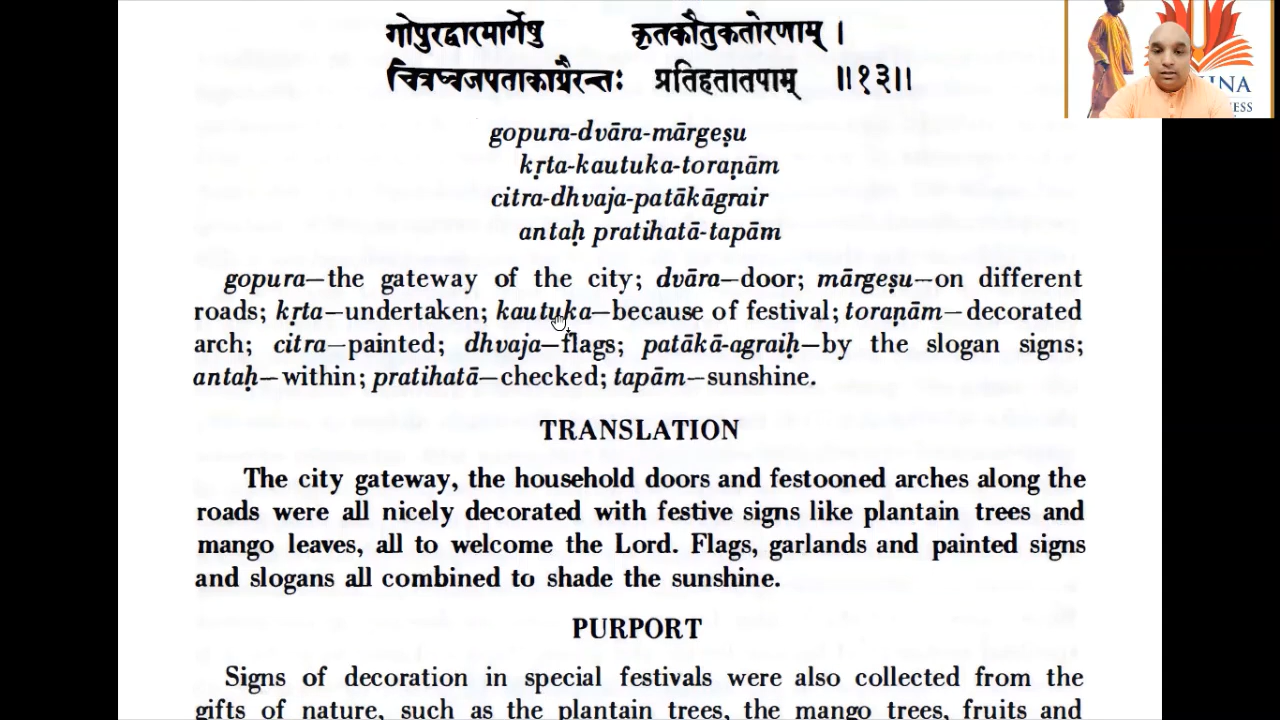 गोपुरद्वारमार्गेषु कृतकौतुकतोरणाम् ।
चित्रध्वजपताकाग्रैरन्तः प्रतिहतातपाम् ॥१३॥
gopura-dvāra-mārgeṣu
kṛta-kautuka-toraṇām
citra-dhvaja-patākāgrair
antaḥ pratihatā-tapām
gopura—the gateway of the city; dvāra—door; mārgeṣu—on different
roads; kṛta—undertaken; kautuka—because of festival; toraṇām—decorated
arch; citra—painted; dhvaja—flags; patākā-agraiḥ—by the slogan signs;
antaḥ—within; pratihatā—checked; tapām—sunshine.
TRANSLATION
The city gateway, the household doors and festooned arches along the
roads were all nicely decorated with festive signs like plantain trees and
mango leaves, all to welcome the Lord. Flags, garlands and painted signs
and slogans all combined to shade the sunshine.
PURPORT
Signs of decoration in special festivals were also collected from the
gifts of nature, such as the plantain trees, the mango trees, fruits and